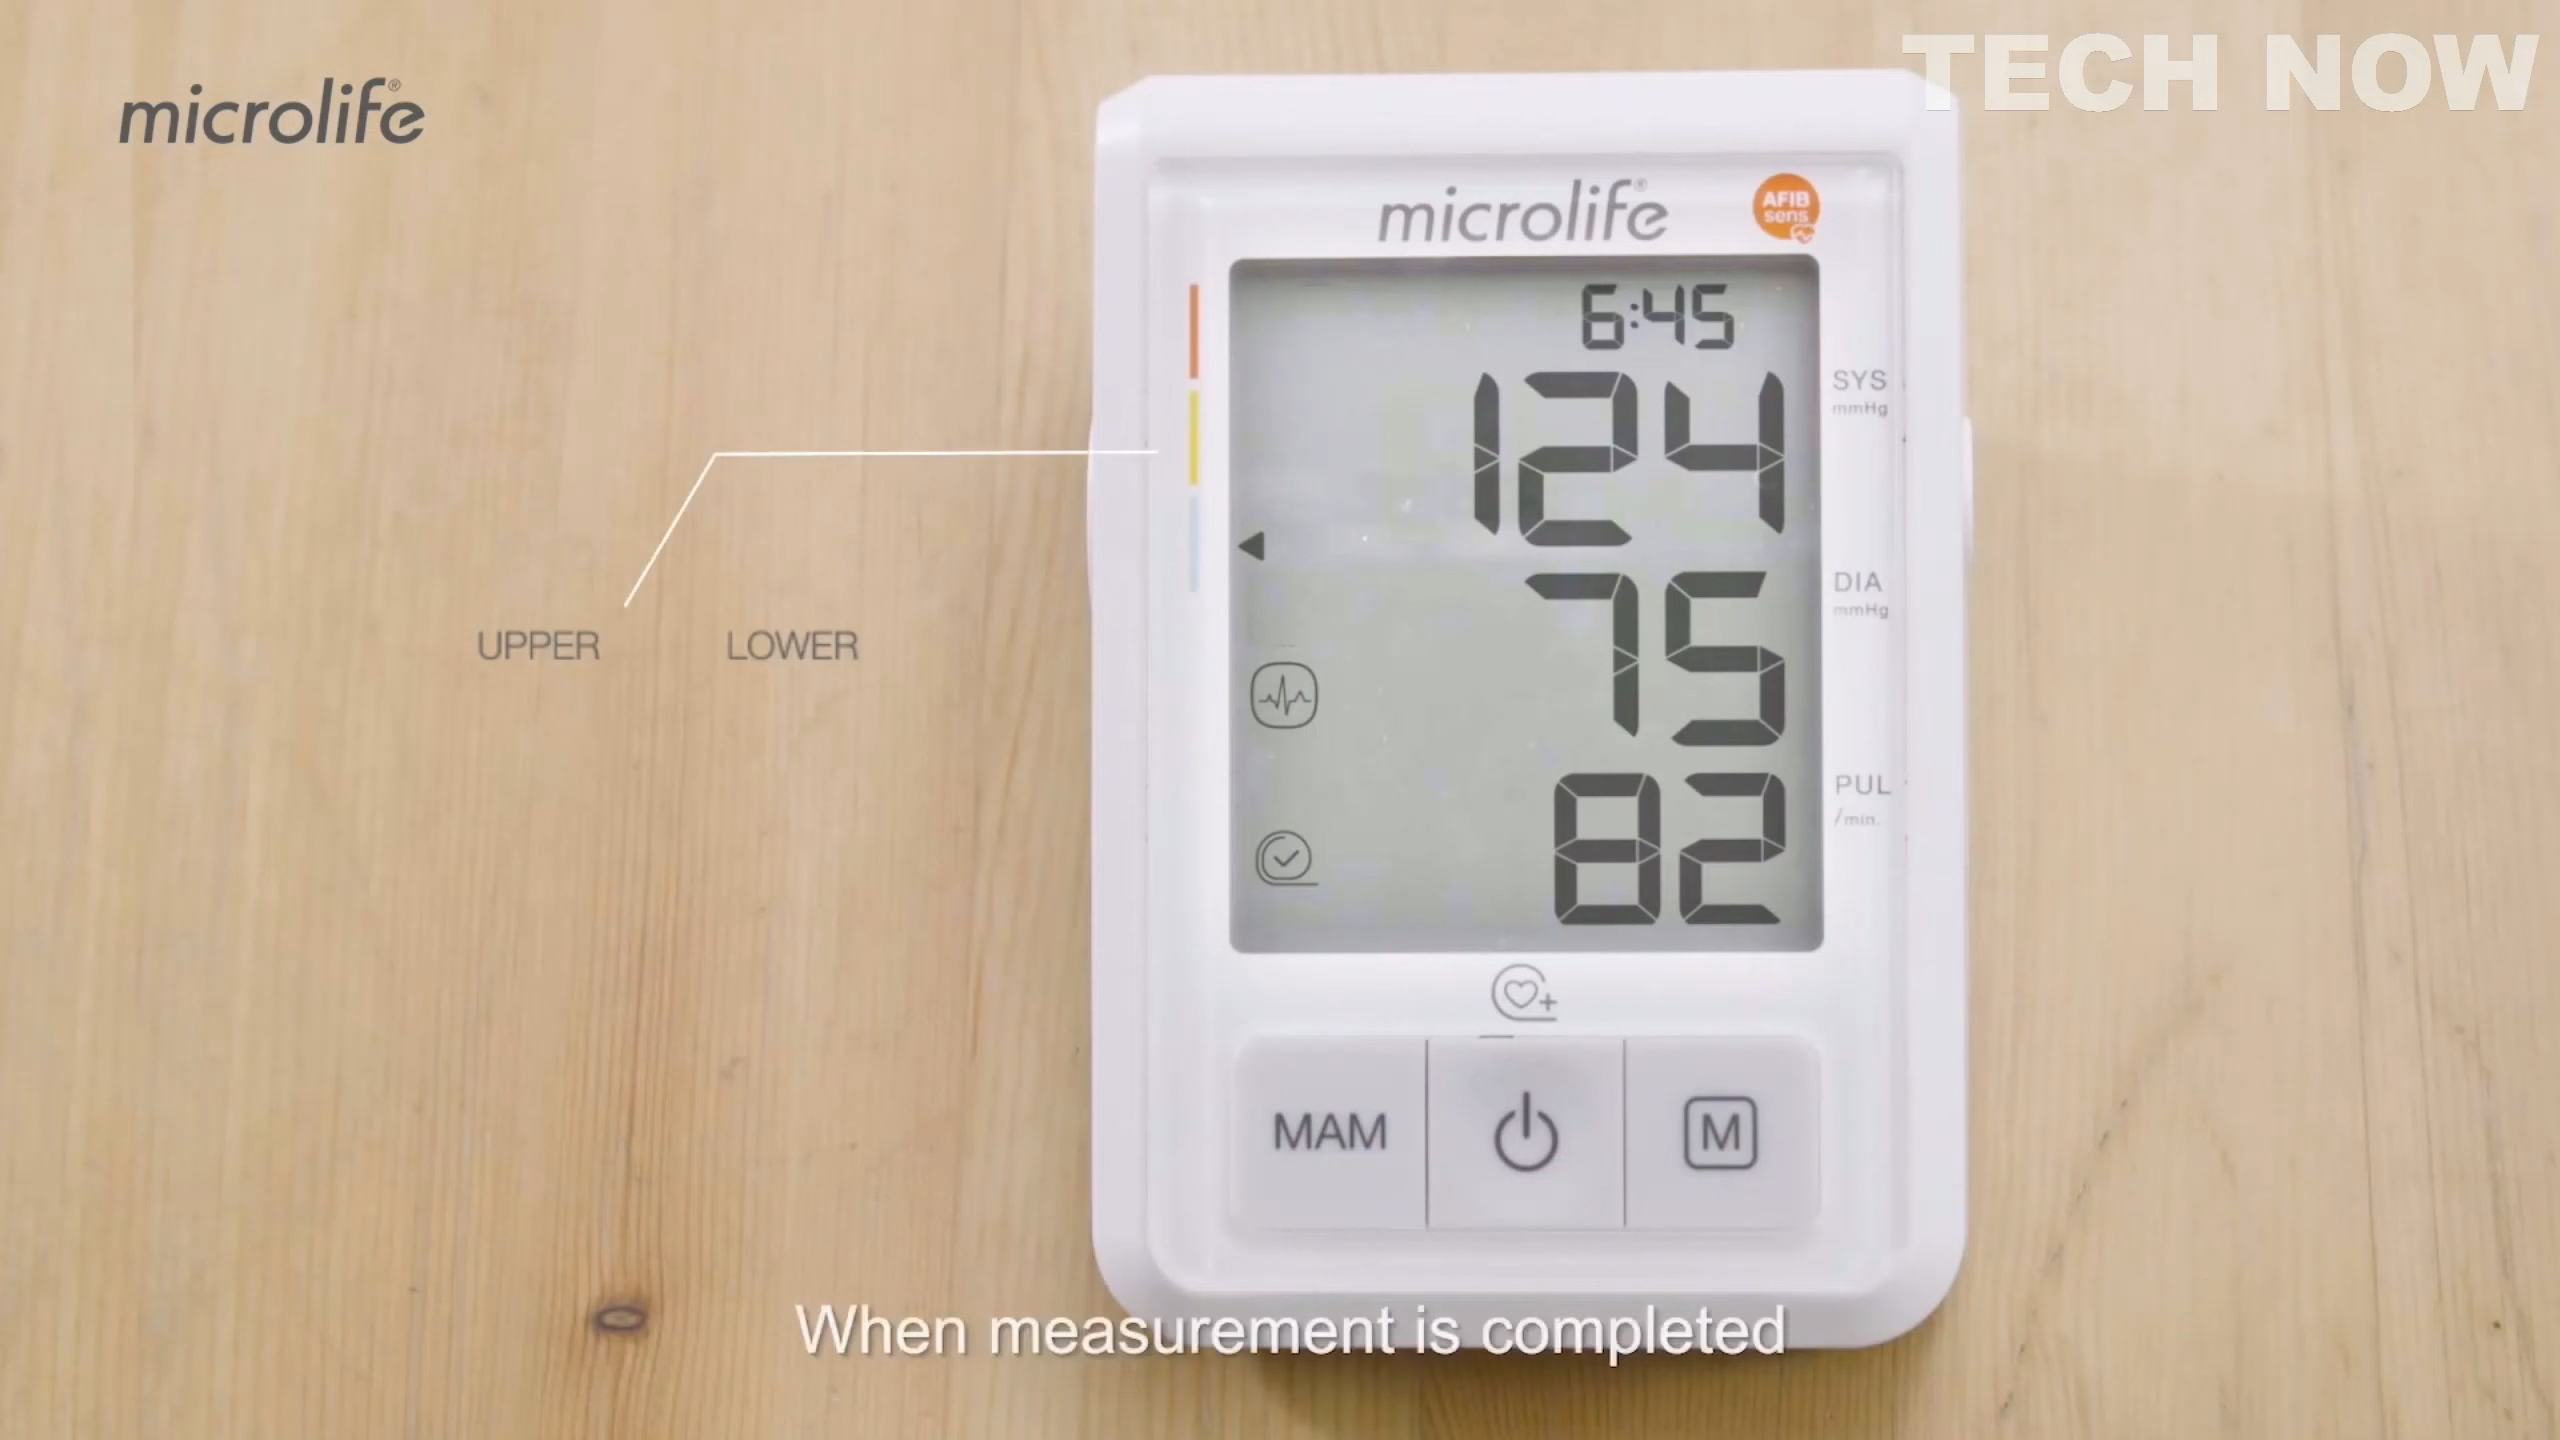 TECH NOW
microlife®
microlife®
AFIB
sens
6:45
124
SYS
mmHg
75
DIA
mmHg
82
PUL
/min.
UPPER LOWER
MAM
M
When measurement is completed